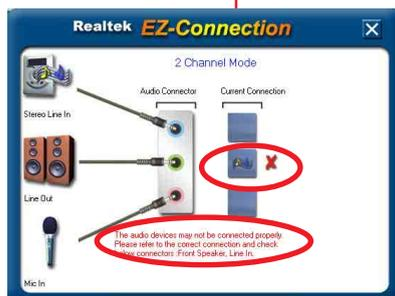 Realtek EZ-Connection
2 Channel Mode
Audio Connector Current Connection
Stereo Line In
Line Out
The audio devices may not be connected properly.
Please refer to the correct connection and check
below connectors :Front Speaker, Line In.
Mic In